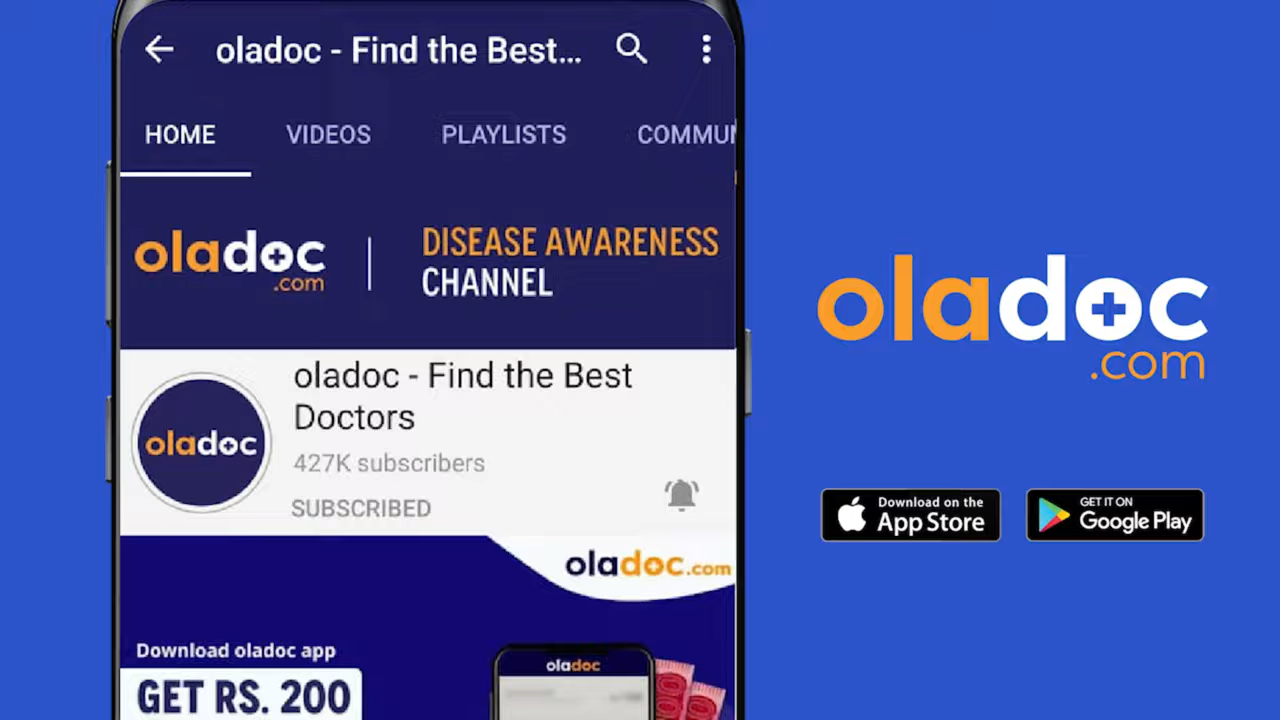 oladoc - Find the Best...
HOME VIDEOS PLAYLISTS COMMUN
oladoc
.com
DISEASE AWARENESS
CHANNEL
oladoc
oladoc - Find the Best
Doctors
427K subscribers
SUBSCRIBED
oladoc.com
Download oladoc app
GET RS. 200
oladoc
oladoc
.com
Download on the
App Store
GET IT ON
Google Play